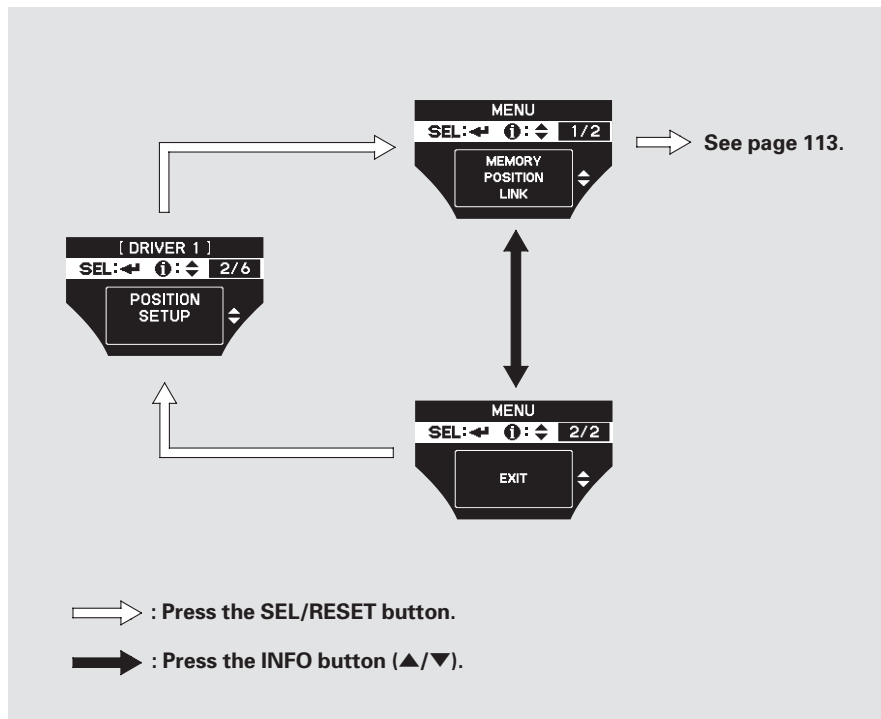 MENU
SEL:↵ ⓘ:⬍ 1/2
MEMORY
POSITION
LINK
See page 113.
[ DRIVER 1 ]
SEL:↵ ⓘ:⬍ 2/6
POSITION
SETUP
MENU
SEL:↵ ⓘ:⬍ 2/2
EXIT
: Press the SEL/RESET button.
: Press the INFO button (▲/▼).